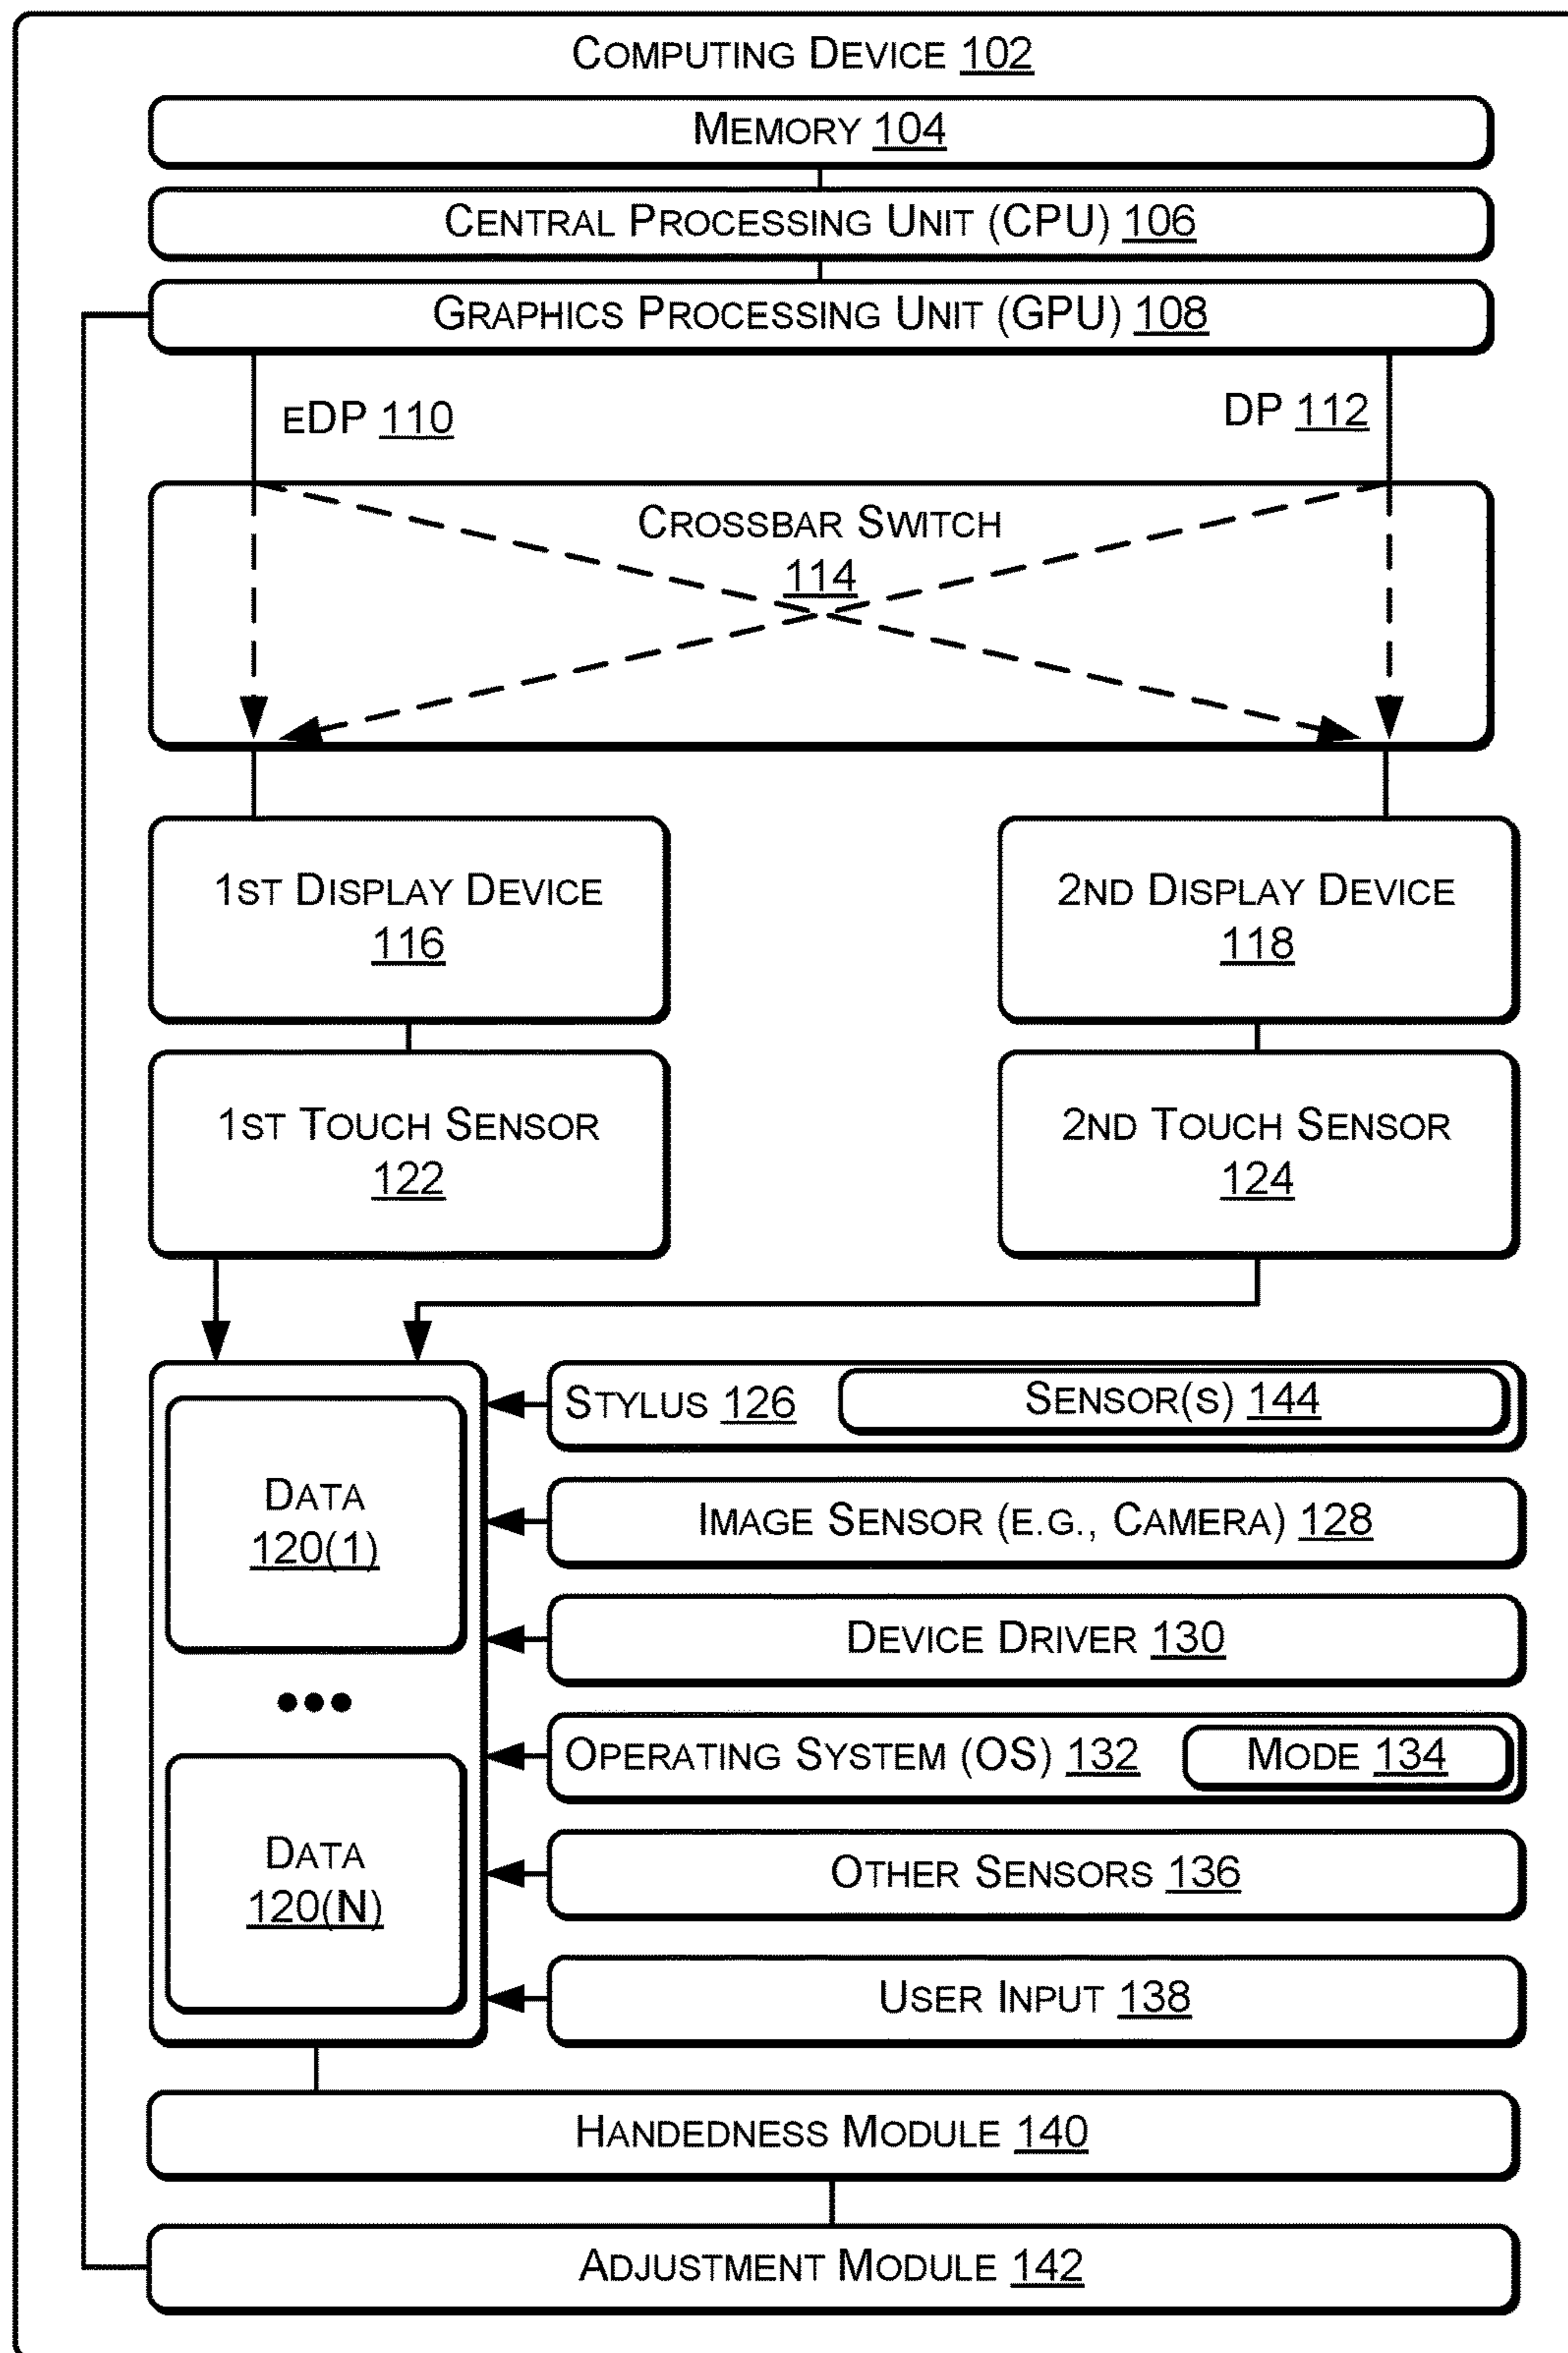 COMPUTING DEVICE 102
MEMORY 104
CENTRAL PROCESSING UNIT (CPU) 106
GRAPHICS PROCESSING UNIT (GPU) 108
EDP 110
DP 112
CROSSBAR SWITCH
114
1ST DISPLAY DEVICE
116
2ND DISPLAY DEVICE
118
1ST TOUCH SENSOR
122
2ND TOUCH SENSOR
124
STYLUS 126
SENSOR(S) 144
DATA
120(1)
IMAGE SENSOR (E.G., CAMERA) 128
DEVICE DRIVER 130
OPERATING SYSTEM (OS) 132
MODE 134
DATA
120(N)
OTHER SENSORS 136
USER INPUT 138
HANDEDNESS MODULE 140
ADJUSTMENT MODULE 142